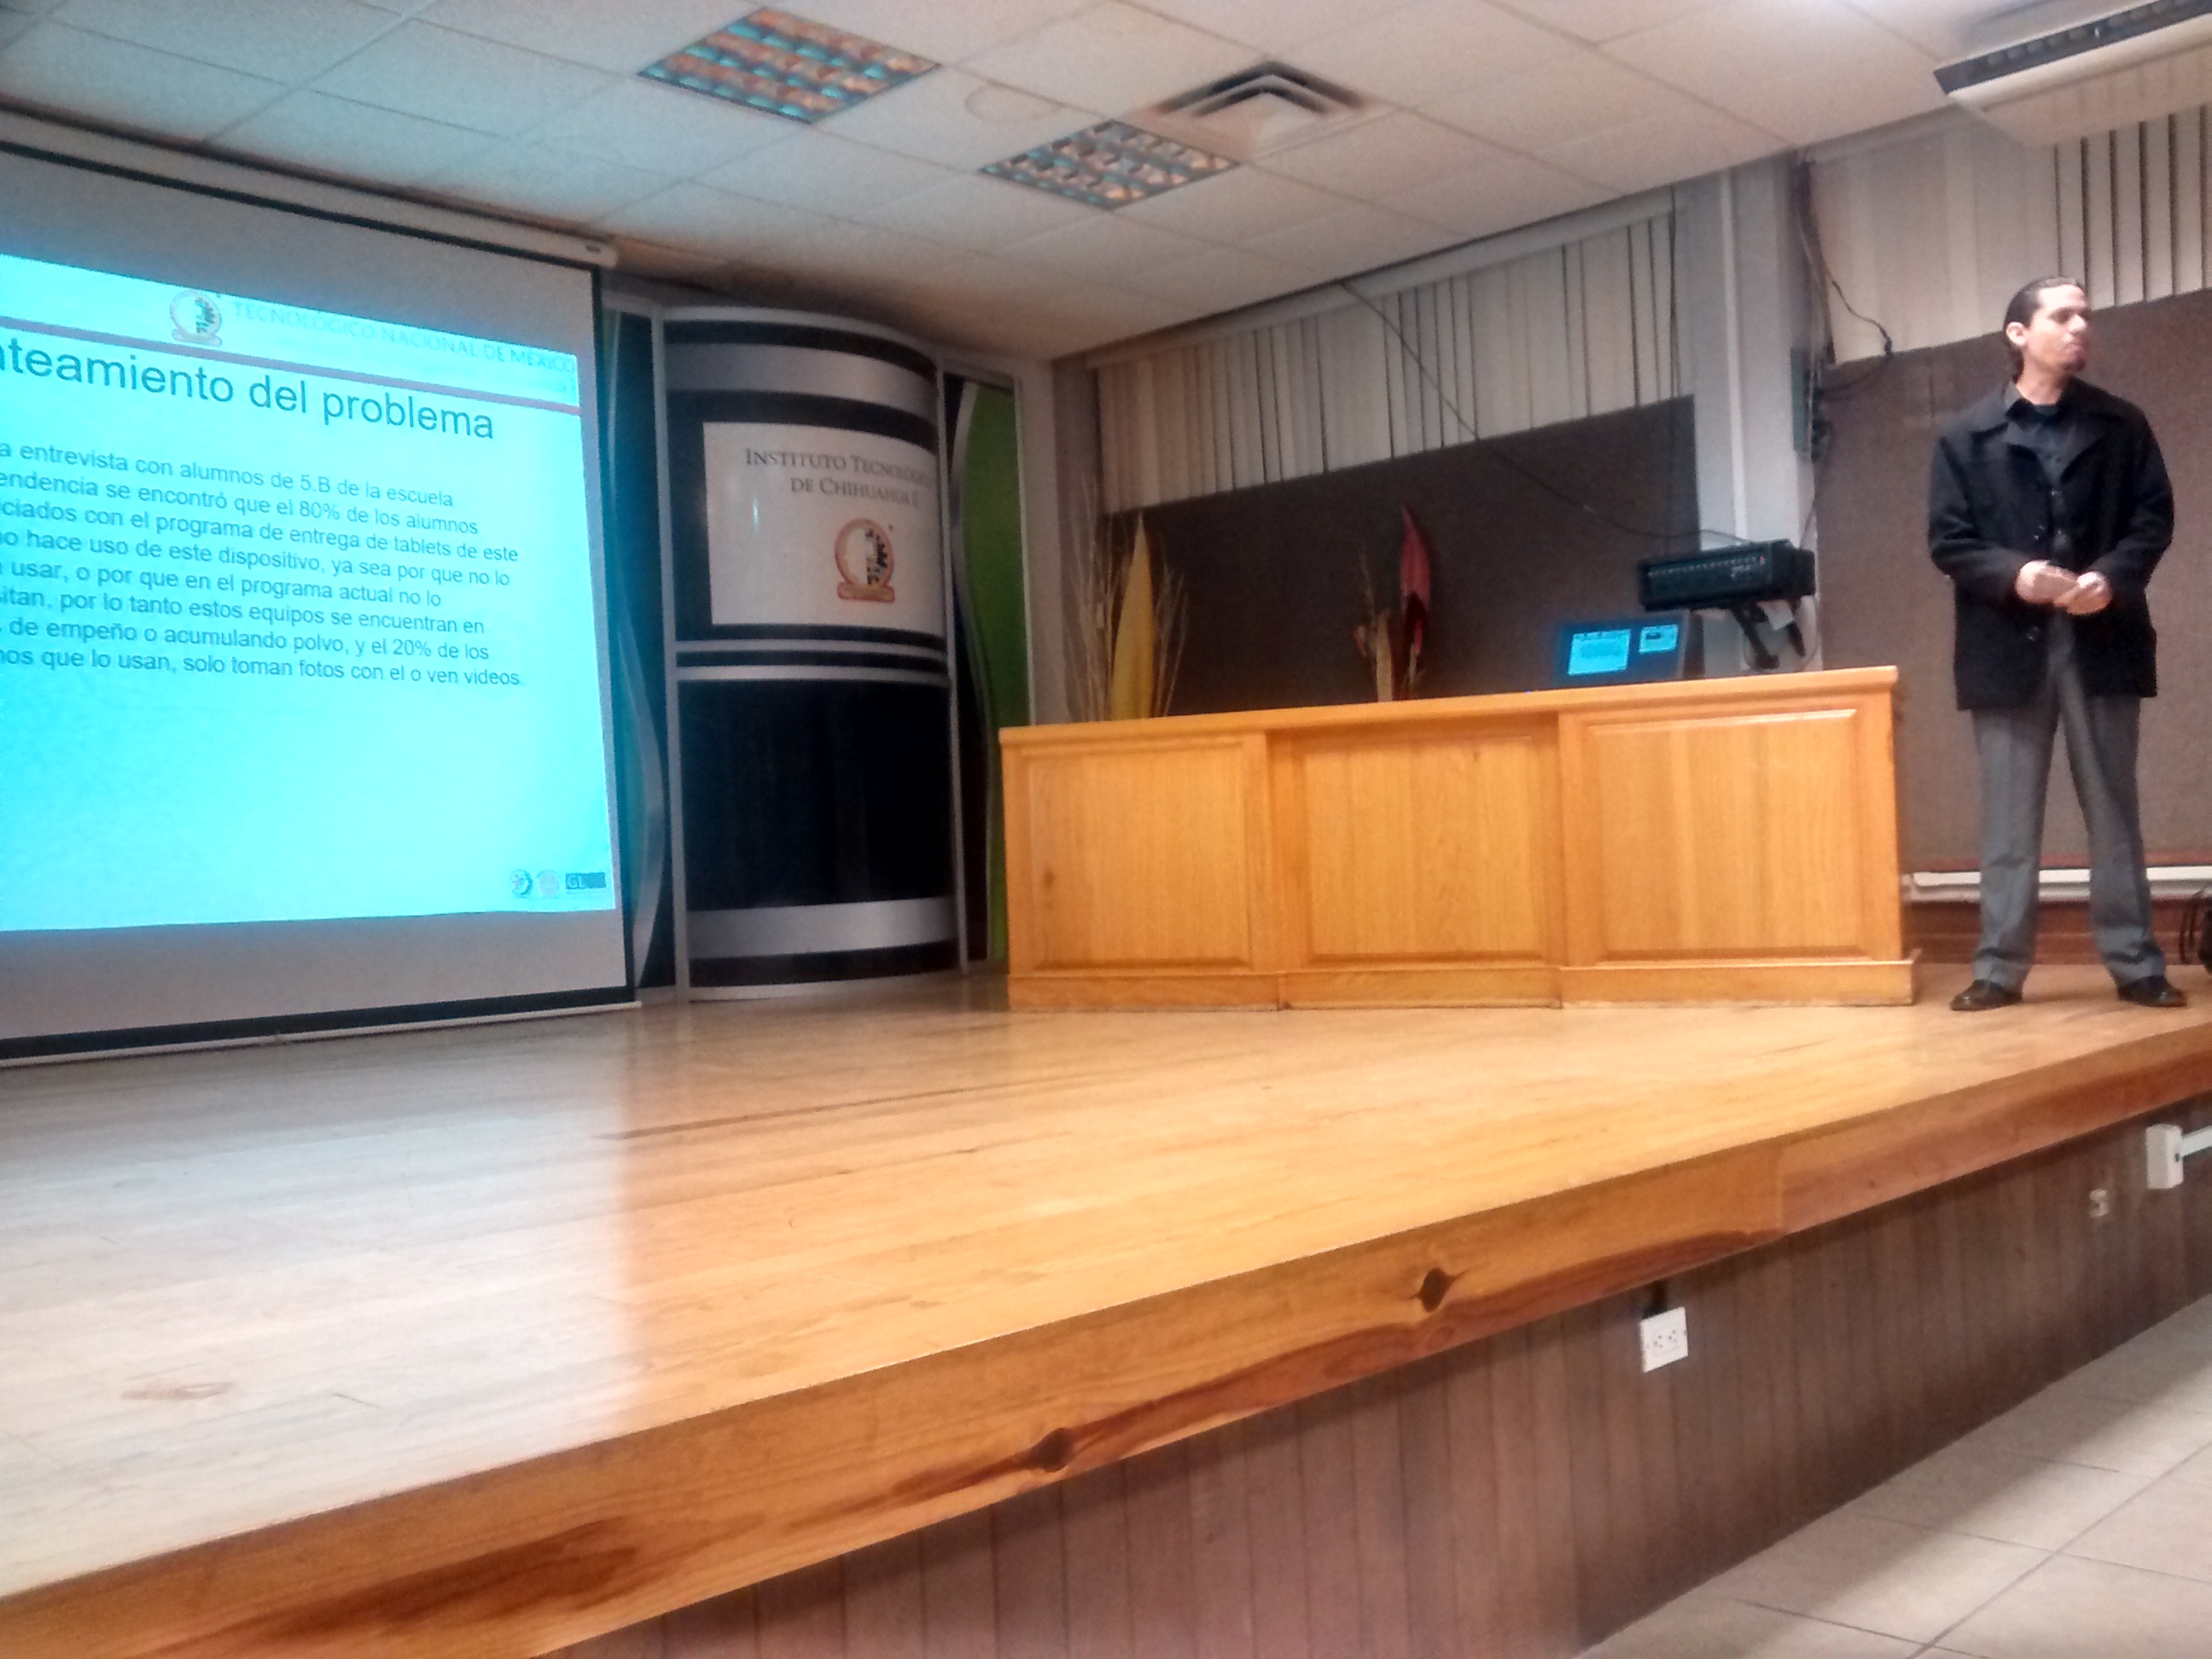 TECNOLÓGICO NACIONAL DE MÉXICO
nteamiento del problema
a entrevista con alumnos de 5.B de la escuela
endencia se encontró que el 80% de los alumnos
iciados con el programa de entrega de tablets de este
no hace uso de este dispositivo, ya sea por que no lo
usar, o por que en el programa actual no lo
sitan, por lo tanto estos equipos se encuentran en
de empeño o acumulando polvo, y el 20% de los
nos que lo usan, solo toman fotos con el o ven videos.
INSTITUTO TECNOLÓGICO
DE CHIHUAHUA II